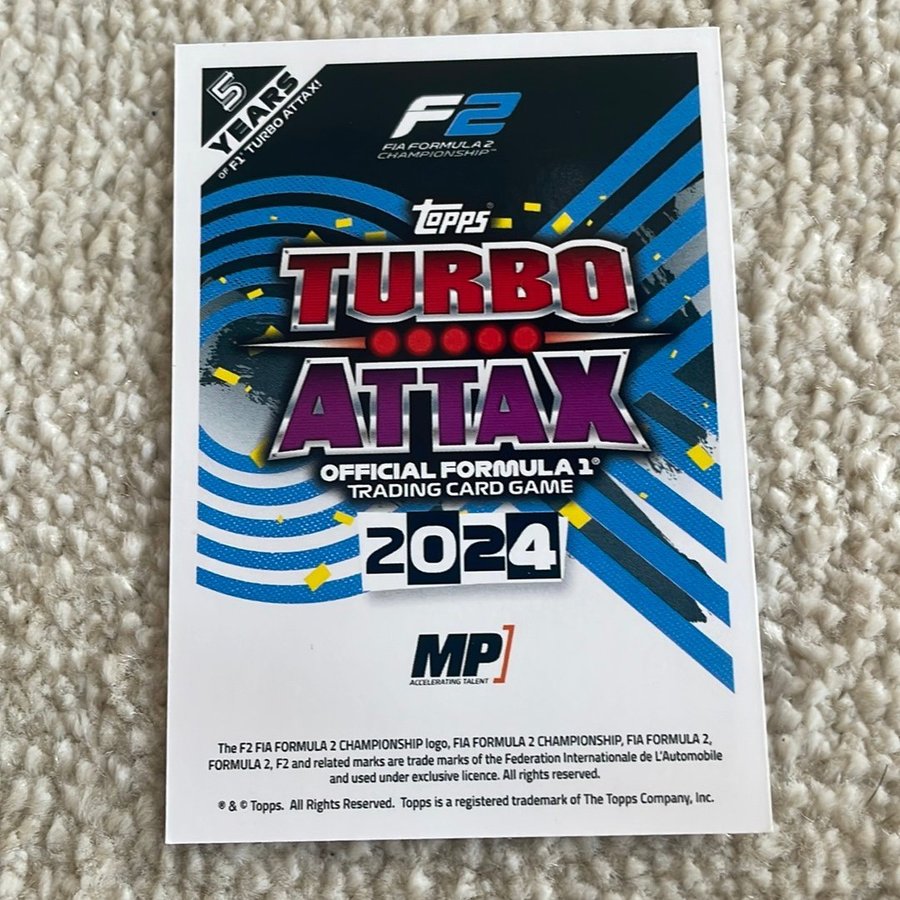 5
YEARS
OF F1® TURBO ATTAX!
F2
FIA FORMULA 2
CHAMPIONSHIP™
Topps®
TURBO
ATTAX
OFFICIAL FORMULA 1®
TRADING CARD GAME
2024
MP
ACCELERATING TALENT
The F2 FIA FORMULA 2 CHAMPIONSHIP logo, FIA FORMULA 2 CHAMPIONSHIP, FIA FORMULA 2,
FORMULA 2, F2 and related marks are trade marks of the Federation Internationale de L'Automobile
and used under exclusive licence. All rights reserved.
® & © Topps. All Rights Reserved. Topps is a registered trademark of The Topps Company, Inc.